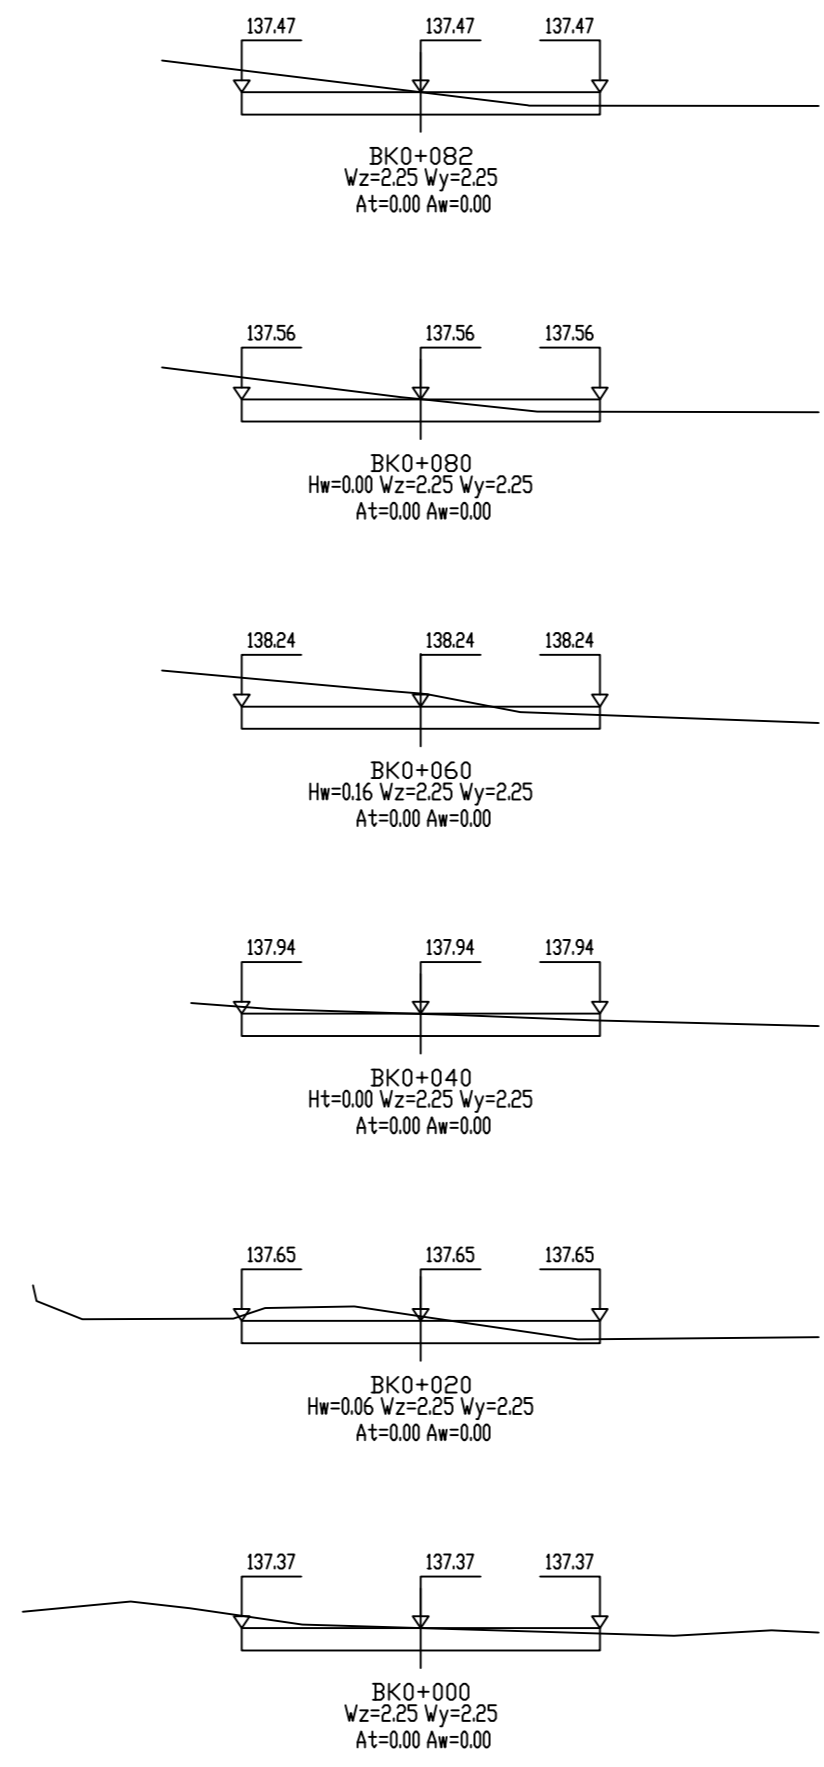 137.47 137.47 137.47
BK0+082
Wz=2.25 Wy=2.25
At=0.00 Aw=0.00
137.56 137.56 137.56
BK0+080
Hw=0.00 Wz=2.25 Wy=2.25
At=0.00 Aw=0.00
138.24 138.24 138.24
BK0+060
Hw=0.16 Wz=2.25 Wy=2.25
At=0.00 Aw=0.00
137.94 137.94 137.94
BK0+040
Ht=0.00 Wz=2.25 Wy=2.25
At=0.00 Aw=0.00
137.65 137.65 137.65
BK0+020
Hw=0.06 Wz=2.25 Wy=2.25
At=0.00 Aw=0.00
137.37 137.37 137.37
BK0+000
Wz=2.25 Wy=2.25
At=0.00 Aw=0.00